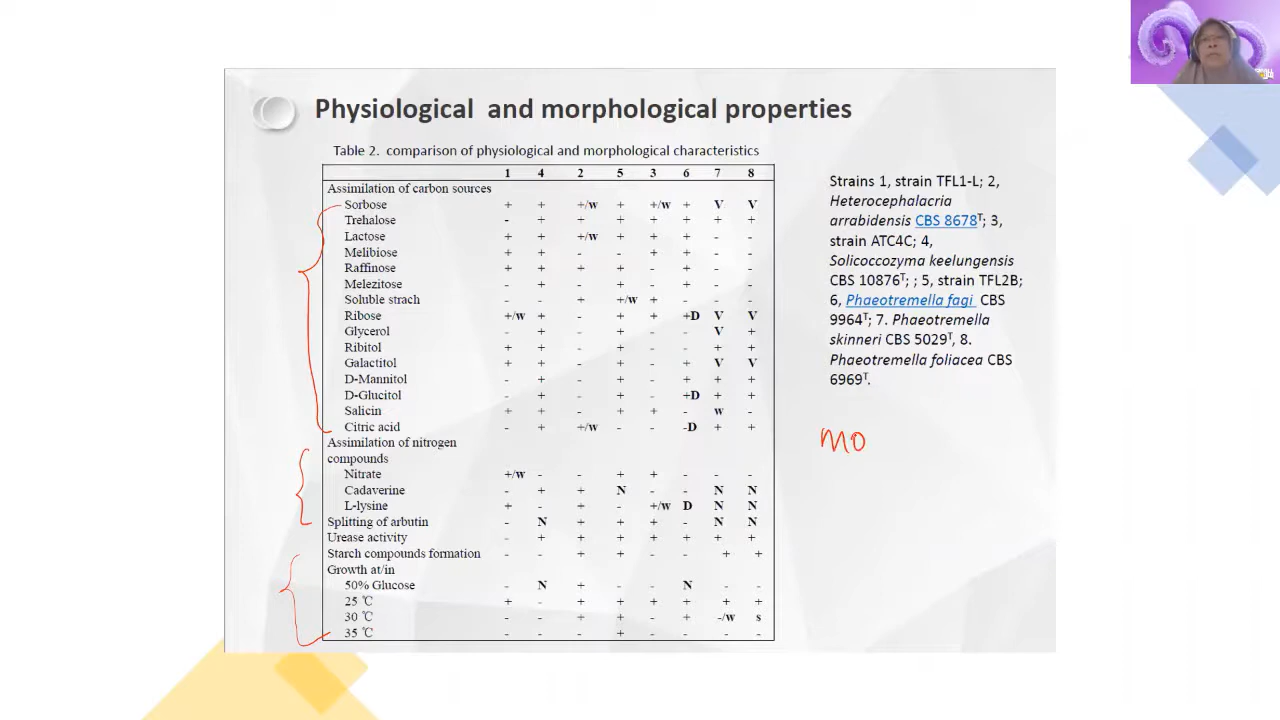 Physiological and morphological properties
Table 2. comparison of physiological and morphological characteristics
1 4 2 5 3 6 7 8
Assimilation of carbon sources
Sorbose + + +/w + +/w + V V
Trehalose - + + + + + + +
Lactose + + +/w + + + - -
Melibiose + + - - + + - -
Raffinose + + + + - + - -
Melezitose - + - + - + - -
Soluble strach - - + +/w + - - -
Ribose +/w + - + + +D V V
Glycerol - + - + - - V +
Ribitol + + - + - - + +
Galactitol + + - + - + V V
D-Mannitol - + - + - + + +
D-Glucitol - + - + - +D + +
Salicin + + - + + - w -
Citric acid - + +/w - - -D + +
Assimilation of nitrogen
compounds
Nitrate +/w - - + + - - -
Cadaverine - + + N - - N N
L-lysine + - + - +/w D N N
Splitting of arbutin - N + + + - N N
Urease activity - + + + + + + +
Starch compounds formation - - + + - - + +
Growth at/in
50% Glucose - N + - - N - -
25 ℃ + - + + + + + +
30 ℃ - - + + - + -/w s
35 ℃ - - - + - - - -
Strains 1, strain TFL1-L; 2,
Heterocephalacria
arrabidensis CBS 8678ᵀ; 3,
strain ATC4C; 4,
Solicoccozyma keelungensis
CBS 10876ᵀ; ; 5, strain TFL2B;
6, Phaeotremella fagi CBS
9964ᵀ; 7. Phaeotremella
skinneri CBS 5029ᵀ, 8.
Phaeotremella foliacea CBS
6969ᵀ.
MO